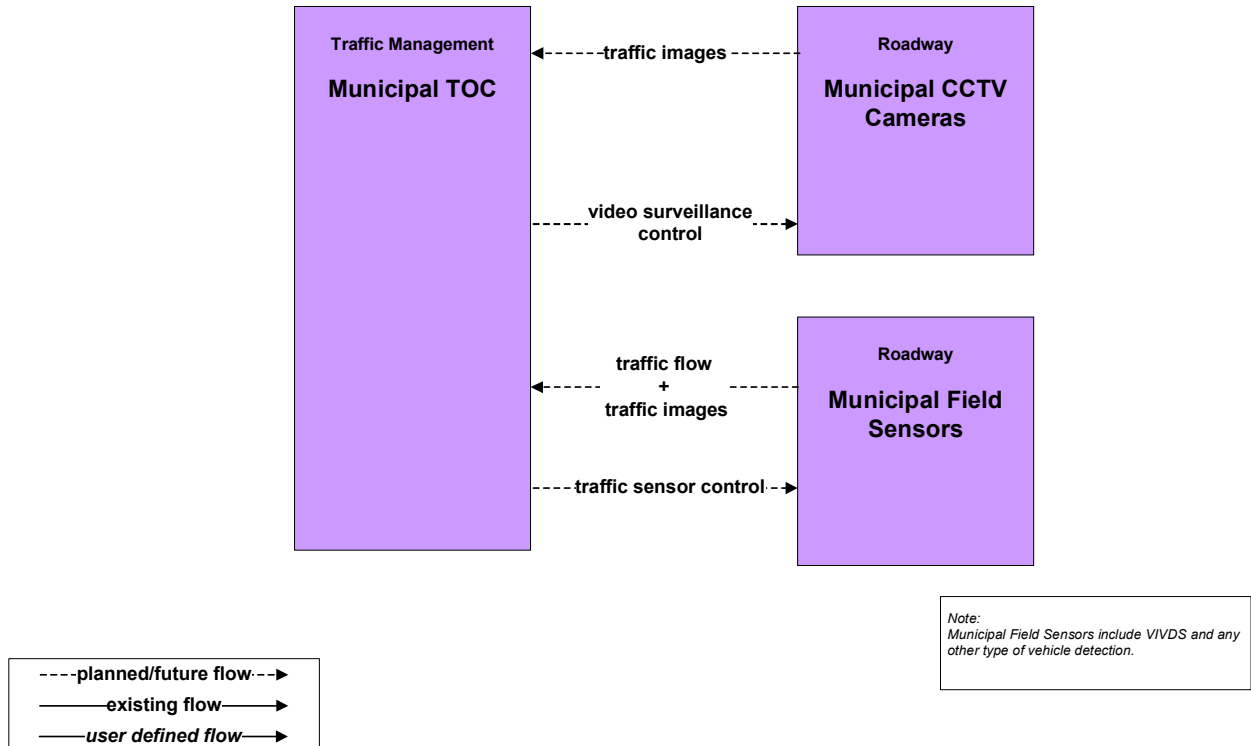 Traffic Management
Municipal TOC
traffic images
Roadway
Municipal CCTV
Cameras
video surveillance
control
traffic flow
+
traffic images
Roadway
Municipal Field
Sensors
traffic sensor control
Note:
Municipal Field Sensors include VIVDS and any
other type of vehicle detection.
planned/future flow
existing flow
user defined flow